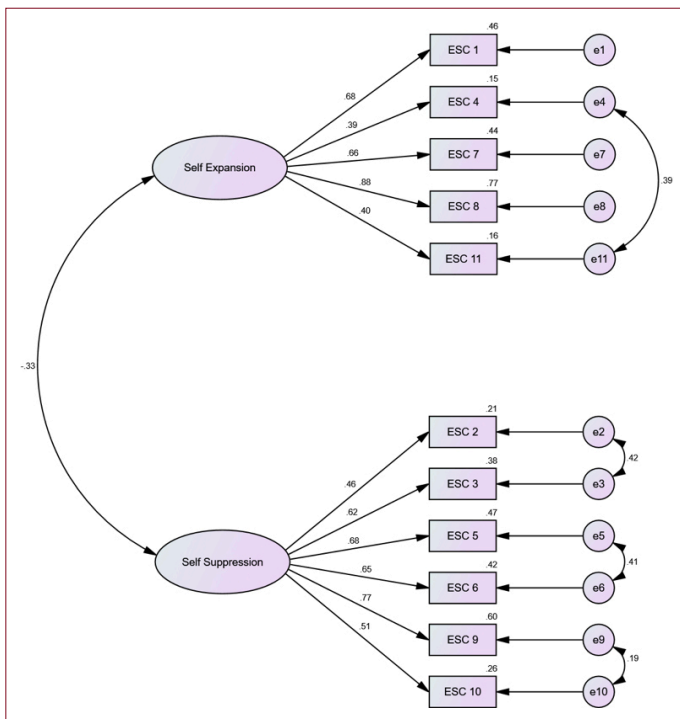 .46
ESC 1
e1
.68
.15
ESC 4
e4
.39
.44
ESC 7
e7
.66
Self Expansion
.88
.77
ESC 8
e8
.39
.40
.16
ESC 11
e11
-.33
.21
ESC 2
e2
.42
.38
ESC 3
e3
.46
.62
.47
ESC 5
e5
.68
Self Suppression
.41
.65
.42
ESC 6
e6
.77
.60
ESC 9
e9
.51
.19
.26
ESC 10
e10